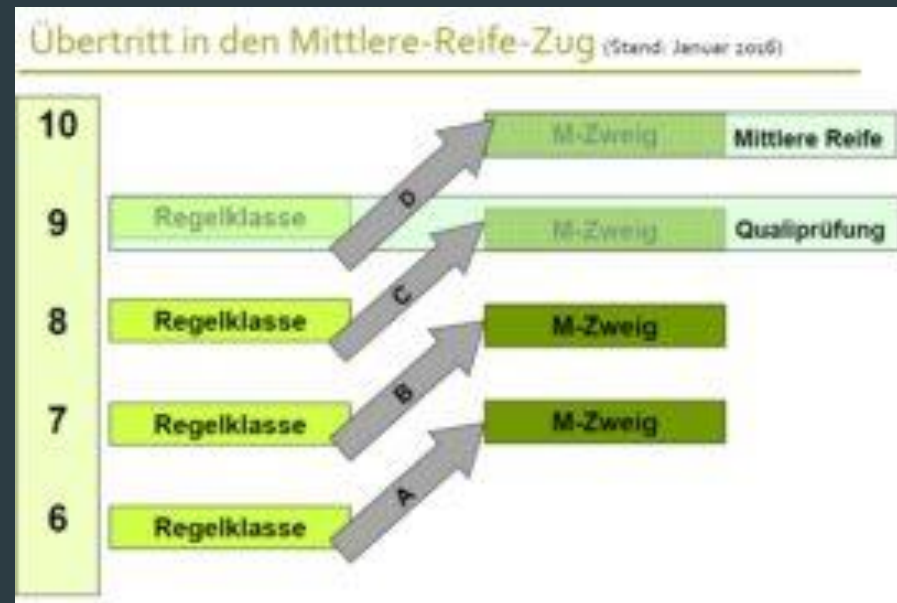 Übertritt in den Mittlere-Reife-Zug (Stand: Januar 2016)
10
M-Zweig
Mittlere Reife
D
9
Regelklasse
M-Zweig
Qualiprüfung
C
8
Regelklasse
M-Zweig
B
7
Regelklasse
M-Zweig
A
6
Regelklasse